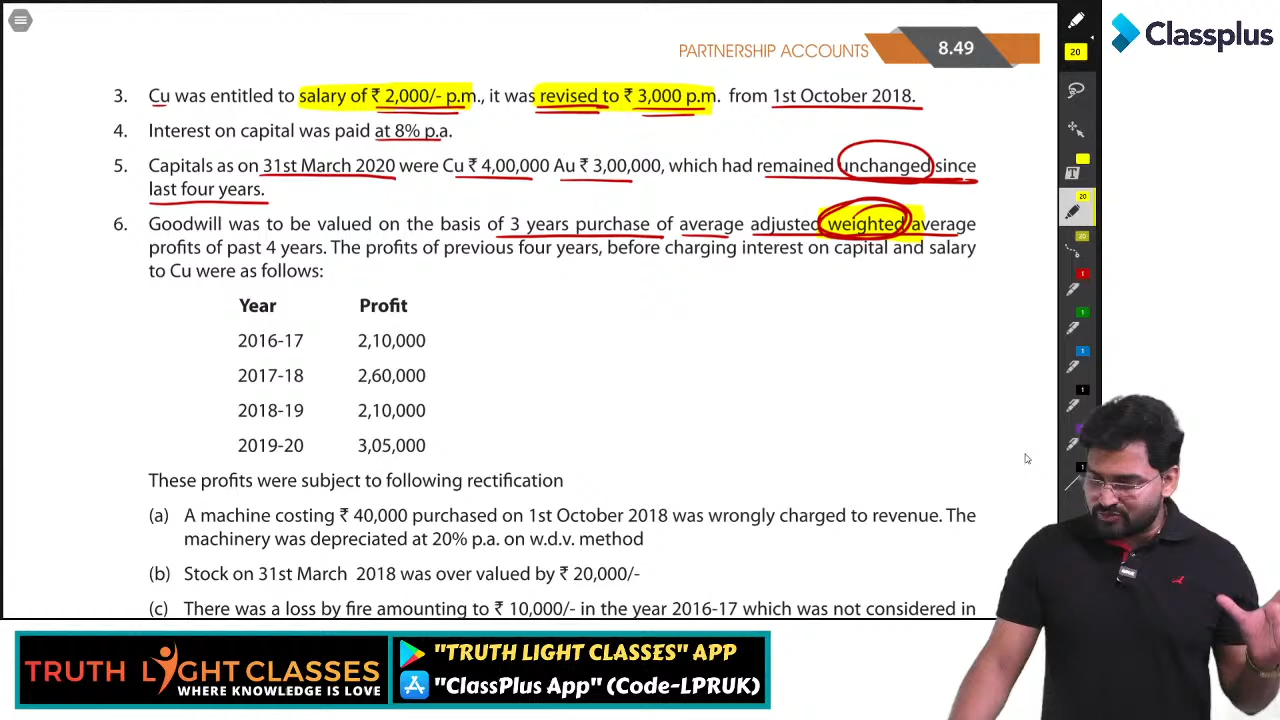 PARTNERSHIP ACCOUNTS 8.49
3. Cu was entitled to salary of ₹ 2,000/- p.m., it was revised to ₹ 3,000 p.m. from 1st October 2018.
4. Interest on capital was paid at 8% p.a.
5. Capitals as on 31st March 2020 were Cu ₹ 4,00,000 Au ₹ 3,00,000, which had remained unchanged since
last four years.
6. Goodwill was to be valued on the basis of 3 years purchase of average adjusted weighted average
profits of past 4 years. The profits of previous four years, before charging interest on capital and salary
to Cu were as follows:
Year Profit
2016-17 2,10,000
2017-18 2,60,000
2018-19 2,10,000
2019-20 3,05,000
These profits were subject to following rectification
(a) A machine costing ₹ 40,000 purchased on 1st October 2018 was wrongly charged to revenue. The
machinery was depreciated at 20% p.a. on w.d.v. method
(b) Stock on 31st March 2018 was over valued by ₹ 20,000/-
(c) There was a loss by fire amounting to ₹ 10,000/- in the year 2016-17 which was not considered in
Classplus
20
T
20
20
1
1
1
1
1
TRUTH LIGHT CLASSES
WHERE KNOWLEDGE IS LOVE
"TRUTH LIGHT CLASSES" APP
"ClassPlus App" (Code-LPRUK)